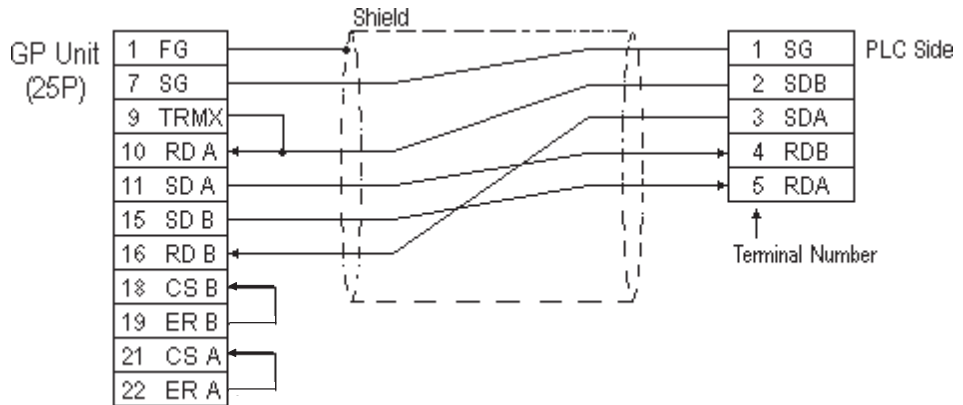 Shield
GP Unit
(25P)
1 FG
7 SG
9 TRMX
10 RD A
11 SD A
15 SD B
16 RD B
18 CS B
19 ER B
21 CS A
22 ER A
1 SG
2 SDB
3 SDA
4 RDB
5 RDA
PLC Side
Terminal Number